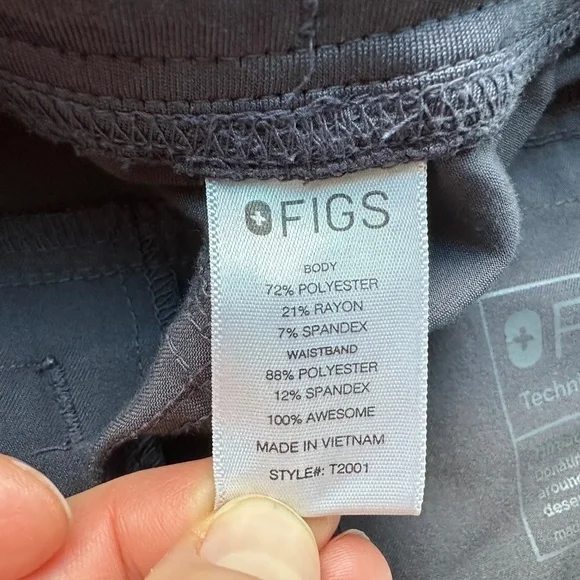 FIGS
BODY
72% POLYESTER
21% RAYON
7% SPANDEX
WAISTBAND
88% POLYESTER
12% SPANDEX
100% AWESOME
MADE IN VIETNAM
STYLE#: T2001
around